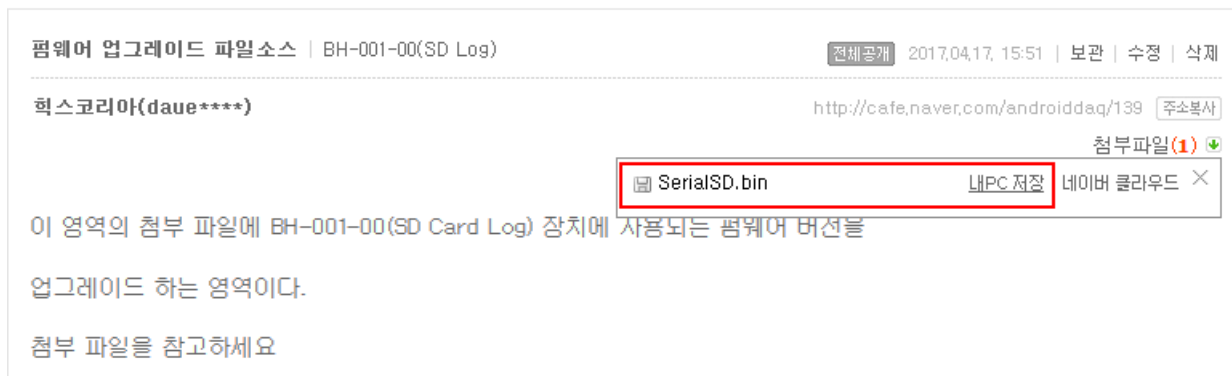 펌웨어 업그레이드 파일소스 | BH-001-00(SD Log)
전체공개 2017.04.17. 15:51 | 보관 | 수정 | 삭제
헉스코리아(daue****)
http://cafe.naver.com/androiddaq/139 주소복사
첨부파일(1)
SerialSD.bin 내PC 저장 네이버 클라우드
이 영역의 첨부 파일에 BH-001-00(SD Card Log) 장치에 사용되는 펌웨어 버전을
업그레이드 하는 영역이다.
첨부 파일을 참고하세요